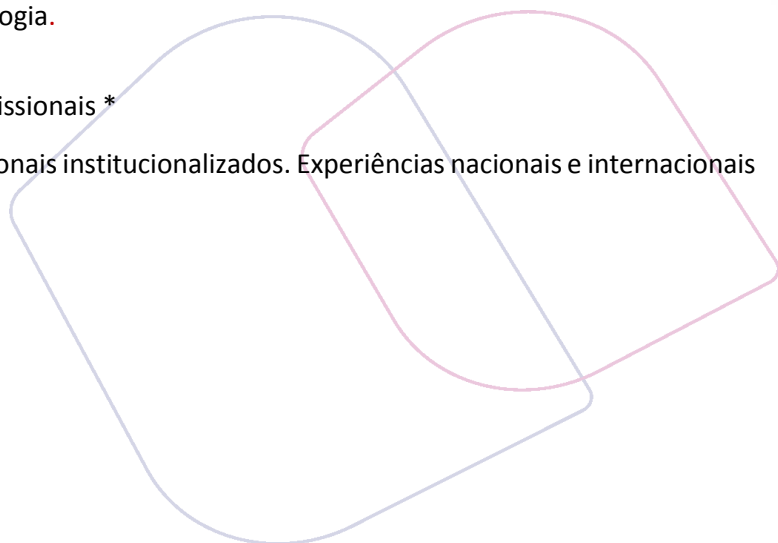 ogia.
issionais *
onais institucionalizados. Experiências nacionais e internacionais